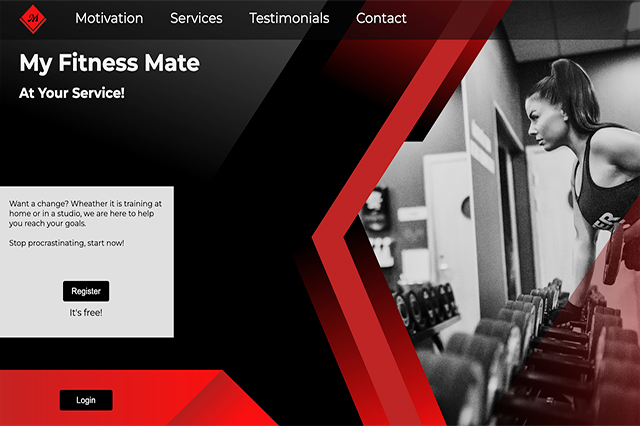 Motivation Services Testimonials Contact
My Fitness Mate
At Your Service!
Want a change? Wheather it is training at
home or in a studio, we are here to help
you reach your goals.
Stop procrastinating, start now!
Register
It's free!
Login